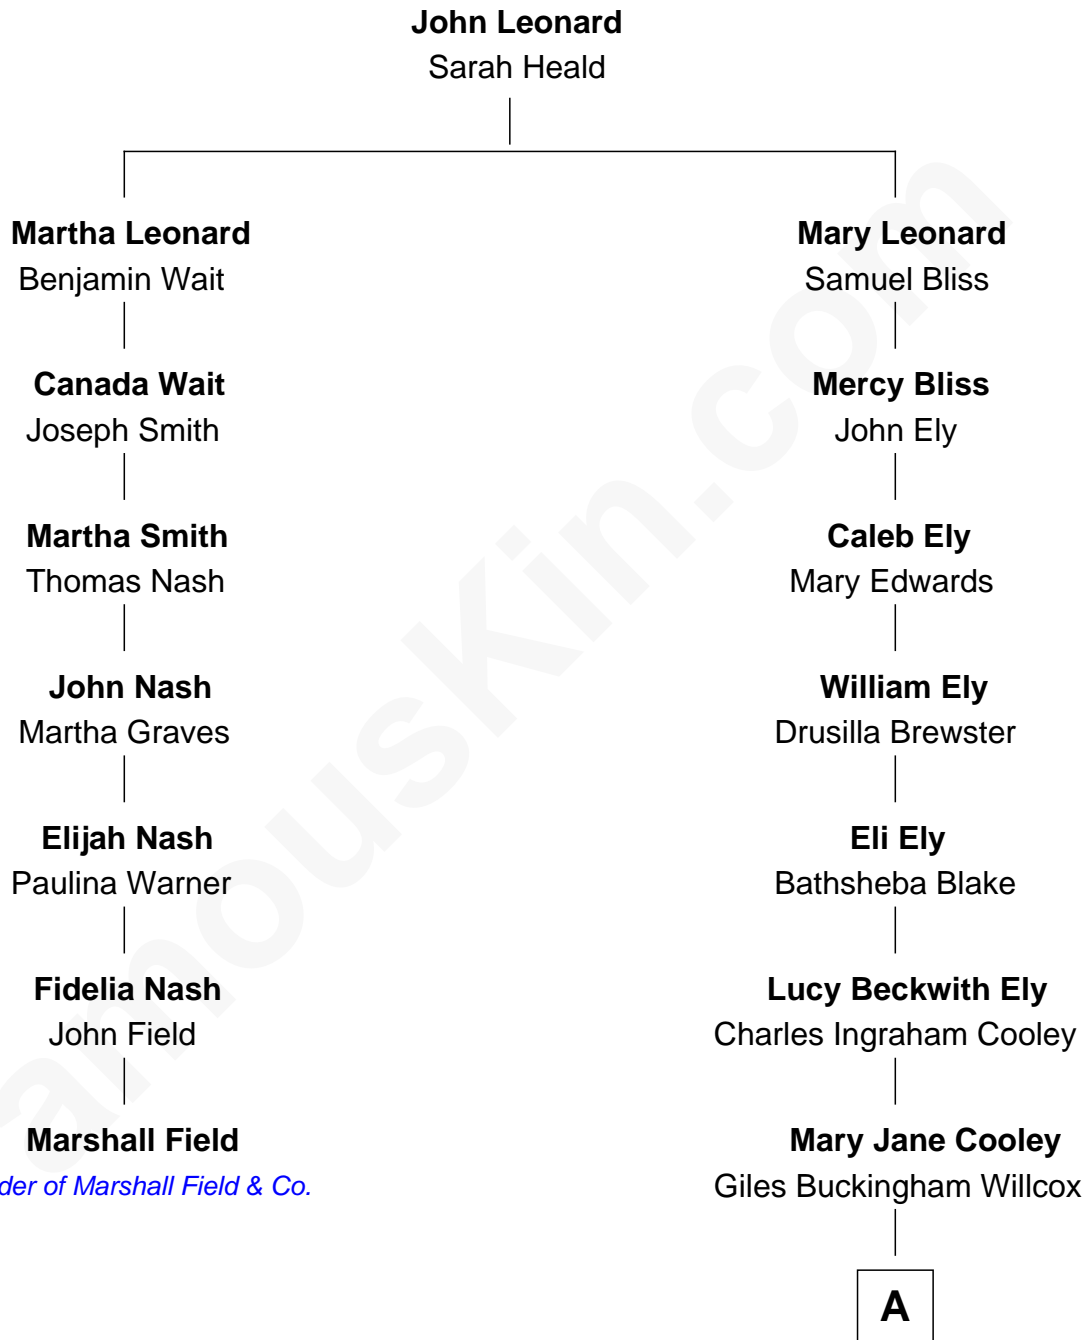 John Leonard
Sarah Heald
Martha Leonard
Benjamin Wait
Mary Leonard
Samuel Bliss
Canada Wait
Joseph Smith
Mercy Bliss
John Ely
Martha Smith
Thomas Nash
Caleb Ely
Mary Edwards
John Nash
Martha Graves
William Ely
Drusilla Brewster
Elijah Nash
Paulina Warner
Eli Ely
Bathsheba Blake
Fidelia Nash
John Field
Lucy Beckwith Ely
Charles Ingraham Cooley
Marshall Field
der of Marshall Field & Co.
Mary Jane Cooley
Giles Buckingham Willcox
A
amousKin.com